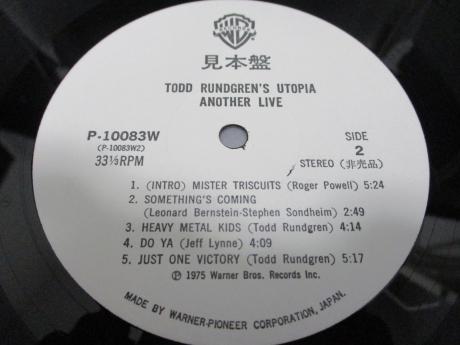 見本盤
TODD RUNDGREN'S UTOPIA
ANOTHER LIVE
P-10083W
(P-10083W2)
33⅓RPM
SIDE
2
STEREO (非売品)
1. (INTRO) MISTER TRISCUITS (Roger Powell) 5:24
2. SOMETHING'S COMING
(Leonard Bernstein-Stephen Sondheim) 2:49
3. HEAVY METAL KIDS (Todd Rundgren) 4:14
4. DO YA (Jeff Lynne) 4:09
5. JUST ONE VICTORY (Todd Rundgren) 5:17
Ⓟ 1975 Warner Bros. Records Inc.
MADE BY WARNER-PIONEER CORPORATION, JAPAN.